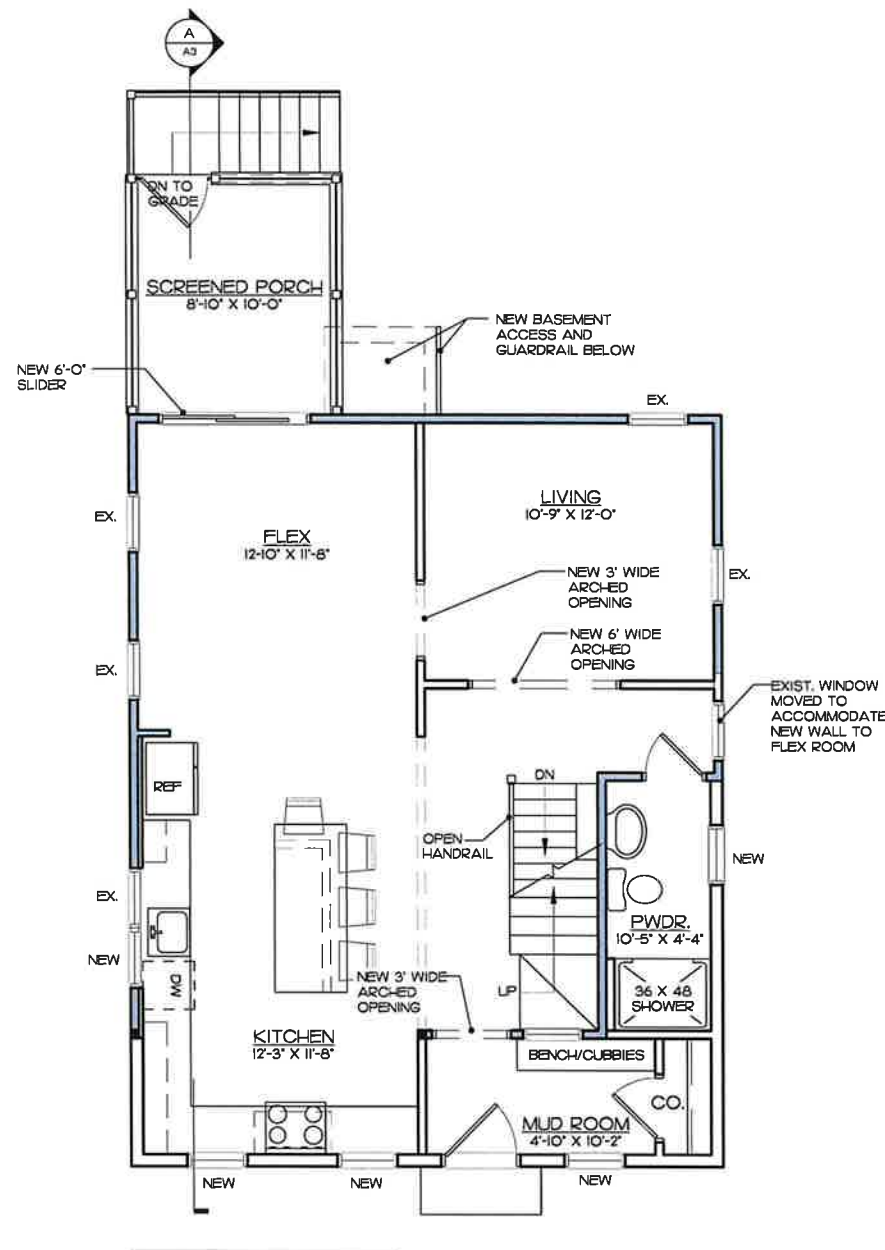 A
A3
DN TO
GRADE
SCREENED PORCH
8'-10" X 10'-0"
NEW BASEMENT
ACCESS AND
GUARDRAIL BELOW
NEW 6'-0"
SLIDER
EX.
EX.
LIVING
10'-9" X 12'-0"
FLEX
12'-10" X 11'-8"
NEW 3' WIDE
ARCHED
OPENING
EX.
NEW 6' WIDE
ARCHED
OPENING
EX.
EXIST. WINDOW
MOVED TO
ACCOMMODATE
NEW WALL TO
FLEX ROOM
REF
DN
OPEN
HANDRAIL
NEW
EX.
NEW
DW
PWDR.
10'-5" X 4'-4"
NEW 3' WIDE
ARCHED
OPENING
UP
36 X 48
SHOWER
KITCHEN
12'-3" X 11'-8"
BENCH/CUBBIES
CO.
MUD ROOM
4'-10" X 10'-2"
NEW
NEW
NEW